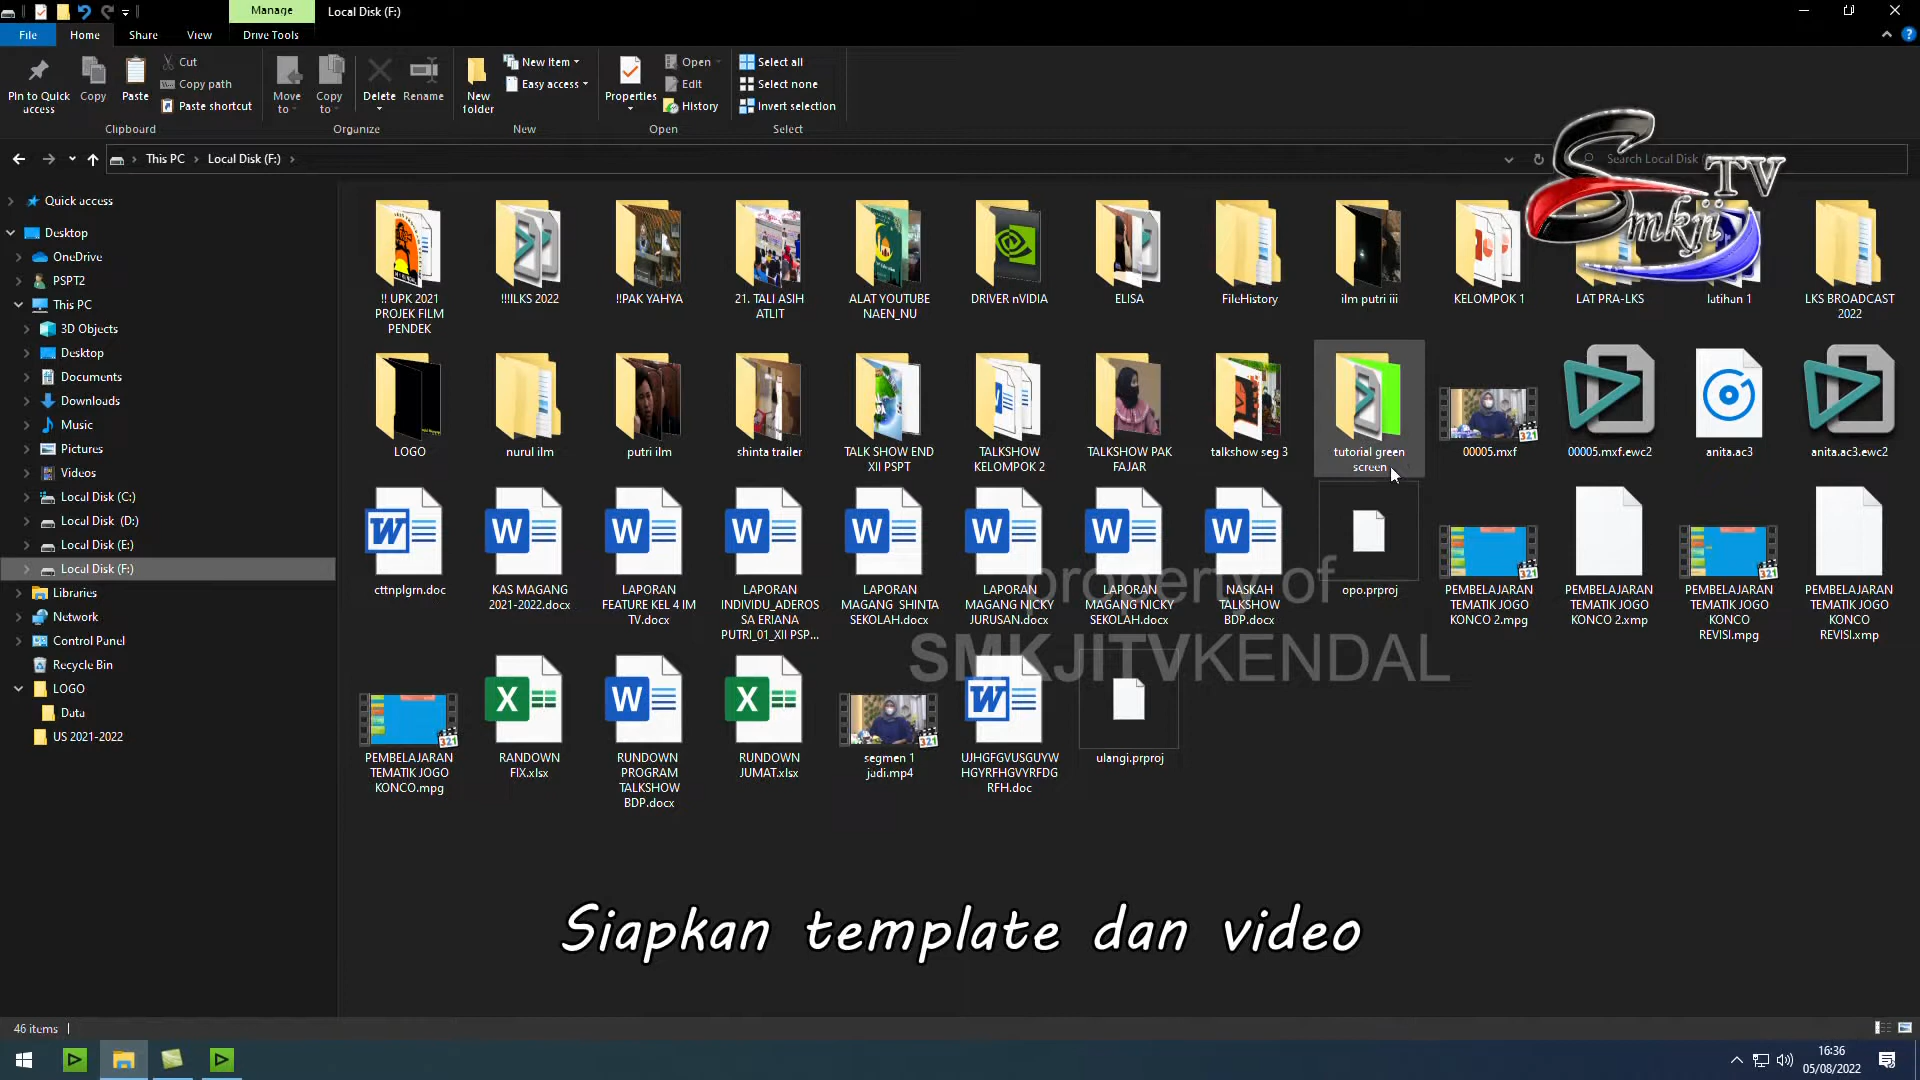 Manage
Local Disk (F:)
File
Home
Share
View
Drive Tools
Pin to Quick access
Copy
Paste
Cut
Copy path
Paste shortcut
Clipboard
Move to
Copy to
Delete
Rename
Organize
New folder
New item
Easy access
New
Properties
Open
Edit
History
Open
Select all
Select none
Invert selection
Select
This PC
Local Disk (F:)
Search Local Disk
Smkji TV
Quick access
Desktop
OneDrive
PSPT2
This PC
3D Objects
Desktop
Documents
Downloads
Music
Pictures
Videos
Local Disk (C:)
Local Disk (D:)
Local Disk (E:)
Local Disk (F:)
Libraries
Network
Control Panel
Recycle Bin
LOGO
Data
US 2021-2022
!! UPK 2021
PROJEK FILM
PENDEK
!!!ILKS 2022
!!PAK YAHYA
21. TALI ASIH
ATLIT
ALAT YOUTUBE
NAEN_NU
DRIVER nVIDIA
ELISA
FileHistory
ilm putri iii
KELOMPOK 1
LAT PRA-LKS
latihan 1
LKS BROADCAST
2022
LOGO
nurul ilm
putri ilm
shinta trailer
TALK SHOW END
XII PSPT
TALKSHOW
KELOMPOK 2
TALKSHOW PAK
FAJAR
talkshow seg 3
tutorial green
screen
00005.mxf
00005.mxf.ewc2
anita.ac3
anita.ac3.ewc2
cttnplgrn.doc
KAS MAGANG
2021-2022.docx
LAPORAN
FEATURE KEL 4 IM
TV.docx
LAPORAN
INDIVIDU_ADEROS
SA ERIANA
PUTRI_01_XII PSP...
LAPORAN
MAGANG SHINTA
SEKOLAH.docx
LAPORAN
MAGANG NICKY
JURUSAN.docx
LAPORAN
MAGANG NICKY
SEKOLAH.docx
NASKAH
TALKSHOW
BDP.docx
opo.prproj
PEMBELAJARAN
TEMATIK JOGO
KONCO 2.mpg
PEMBELAJARAN
TEMATIK JOGO
KONCO 2.xmp
PEMBELAJARAN
TEMATIK JOGO
KONCO
REVISI.mpg
PEMBELAJARAN
TEMATIK JOGO
KONCO
REVISI.xmp
property of
SMKJITVKENDAL
PEMBELAJARAN
TEMATIK JOGO
KONCO.mpg
RANDOWN
FIX.xlsx
RUNDOWN
PROGRAM
TALKSHOW
BDP.docx
RUNDOWN
JUMAT.xlsx
segmen 1
jadi.mp4
UJHGFGVUSGUYW
HGYRFHGVYRFDG
RFH.doc
ulangi.prproj
Siapkan template dan video
46 items
16:36
05/08/2022